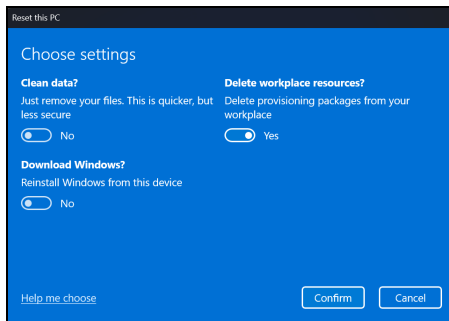 Reset this PC
Choose settings
Clean data?
Just remove your files. This is quicker, but
less secure
No
Delete workplace resources?
Delete provisioning packages from your
workplace
Yes
Download Windows?
Reinstall Windows from this device
No
Help me choose
Confirm
Cancel